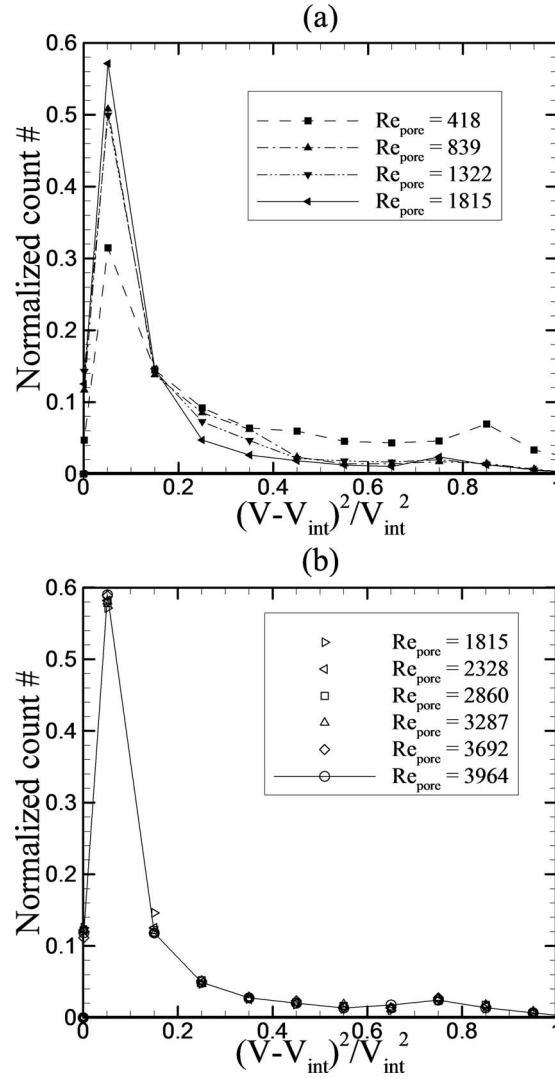 (a)
0.6
0.5
0.4
0.3
0.2
0.1
0
Normalized count #
Re_pore = 418
Re_pore = 839
Re_pore = 1322
Re_pore = 1815
0 0.2 0.4 0.6 0.8 1
(V-V_int)^2/V_int^2
(b)
0.6
0.5
0.4
0.3
0.2
0.1
0
Normalized count #
Re_pore = 1815
Re_pore = 2328
Re_pore = 2860
Re_pore = 3287
Re_pore = 3692
Re_pore = 3964
0 0.2 0.4 0.6 0.8 1
(V-V_int)^2/V_int^2